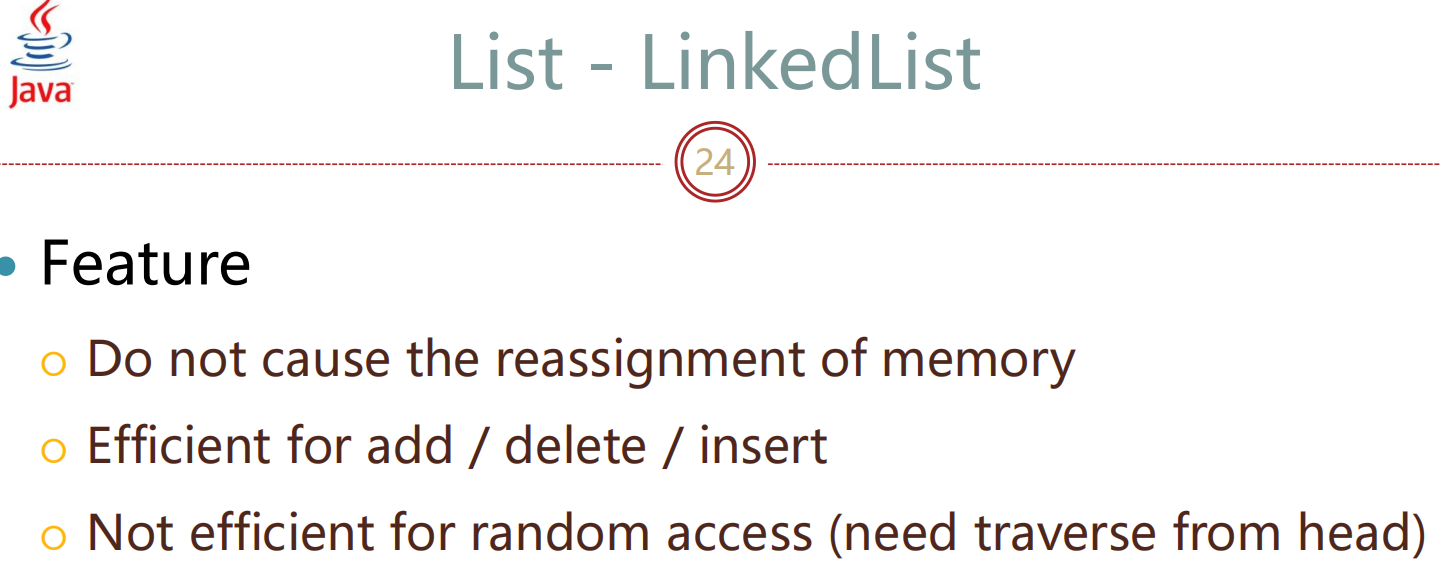 Java
List - LinkedList
24
Feature
Do not cause the reassignment of memory
Efficient for add / delete / insert
Not efficient for random access (need traverse from head)